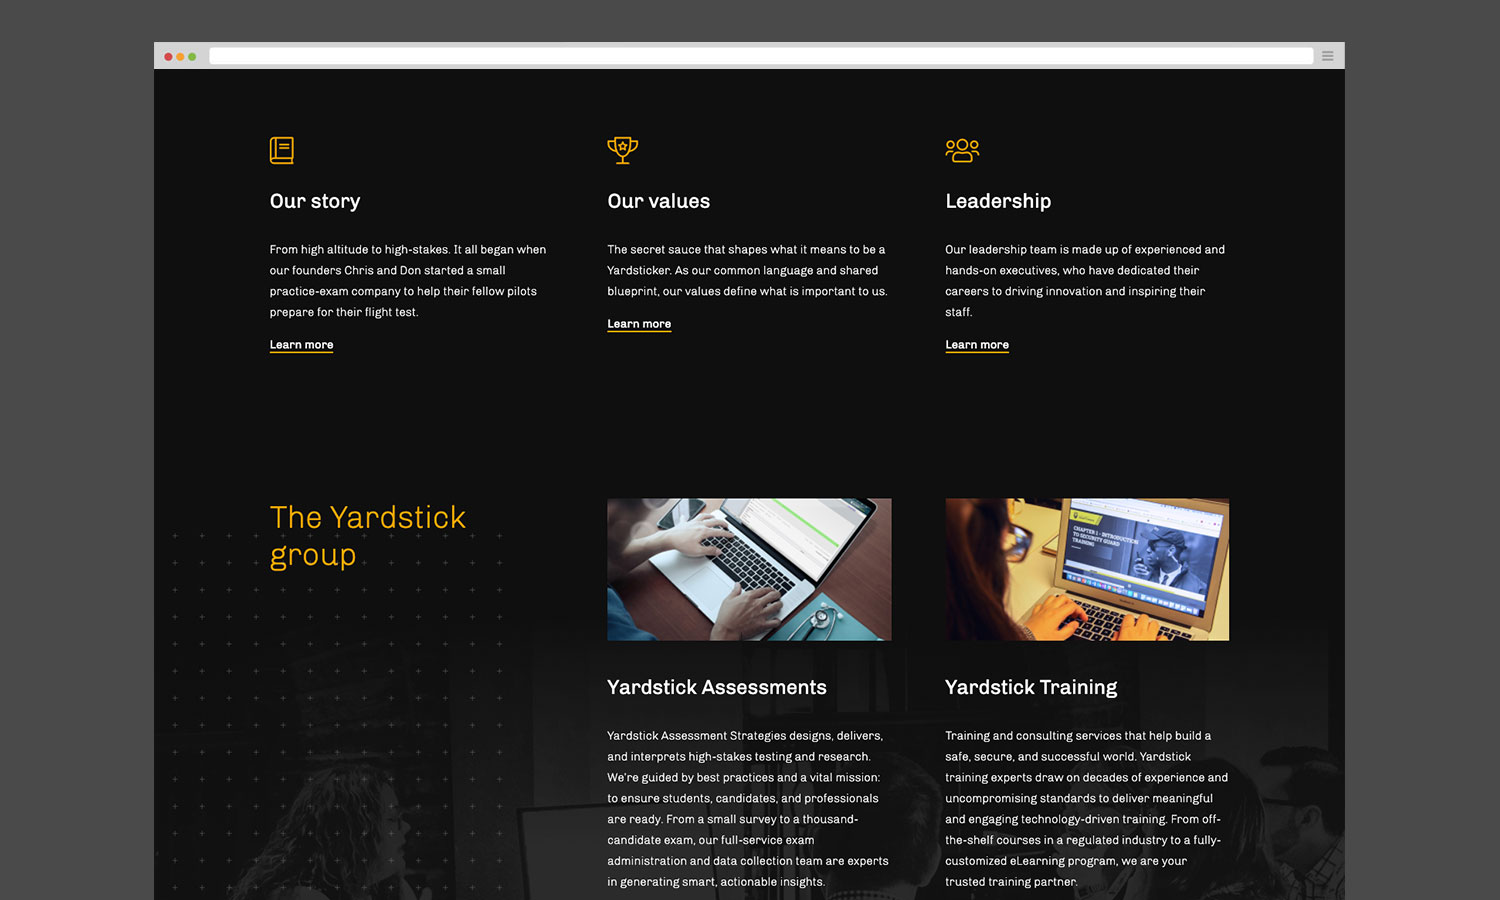 Our story
From high altitude to high-stakes. It all began when
our founders Chris and Don started a small
practice-exam company to help their fellow pilots
prepare for their flight test.
Learn more
Our values
The secret sauce that shapes what it means to be a
Yardsticker. As our common language and shared
blueprint, our values define what is important to us.
Learn more
Leadership
Our leadership team is made up of experienced and
hands-on executives, who have dedicated their
careers to driving innovation and inspiring their
staff.
Learn more
The Yardstick
group
Yardstick Assessments
Yardstick Assessment Strategies designs, delivers,
and interprets high-stakes testing and research.
We're guided by best practices and a vital mission:
to ensure students, candidates, and professionals
are ready. From a small survey to a thousand-
candidate exam, our full-service exam
administration and data collection team are experts
in generating smart, actionable insights.
CHAPTER 1 - INTRODUCTION
TO SECURITY GUARD
TRAINING
Yardstick Training
Training and consulting services that help build a
safe, secure, and successful world. Yardstick
training experts draw on decades of experience and
uncompromising standards to deliver meaningful
and engaging technology-driven training. From off-
the-shelf courses in a regulated industry to a fully-
customized eLearning program, we are your
trusted training partner.